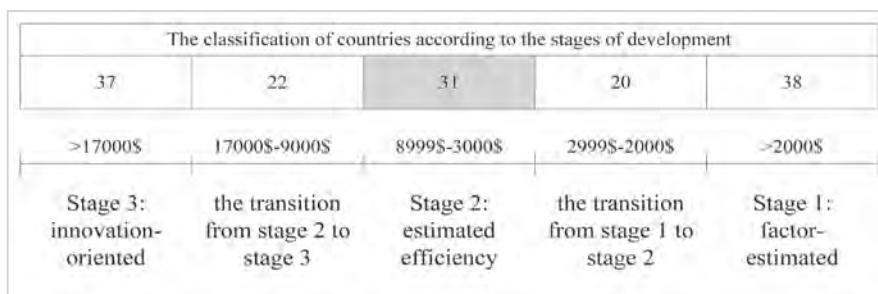 The classification of countries according to the stages of development
37 22 31 20 38
>17000$ 17000$-9000$ 8999$-3000$ 2999$-2000$ >2000$
Stage 3: the transition Stage 2: the transition Stage 1:
innovation- from stage 2 to estimated from stage 1 to factor-
oriented stage 3 efficiency stage 2 estimated